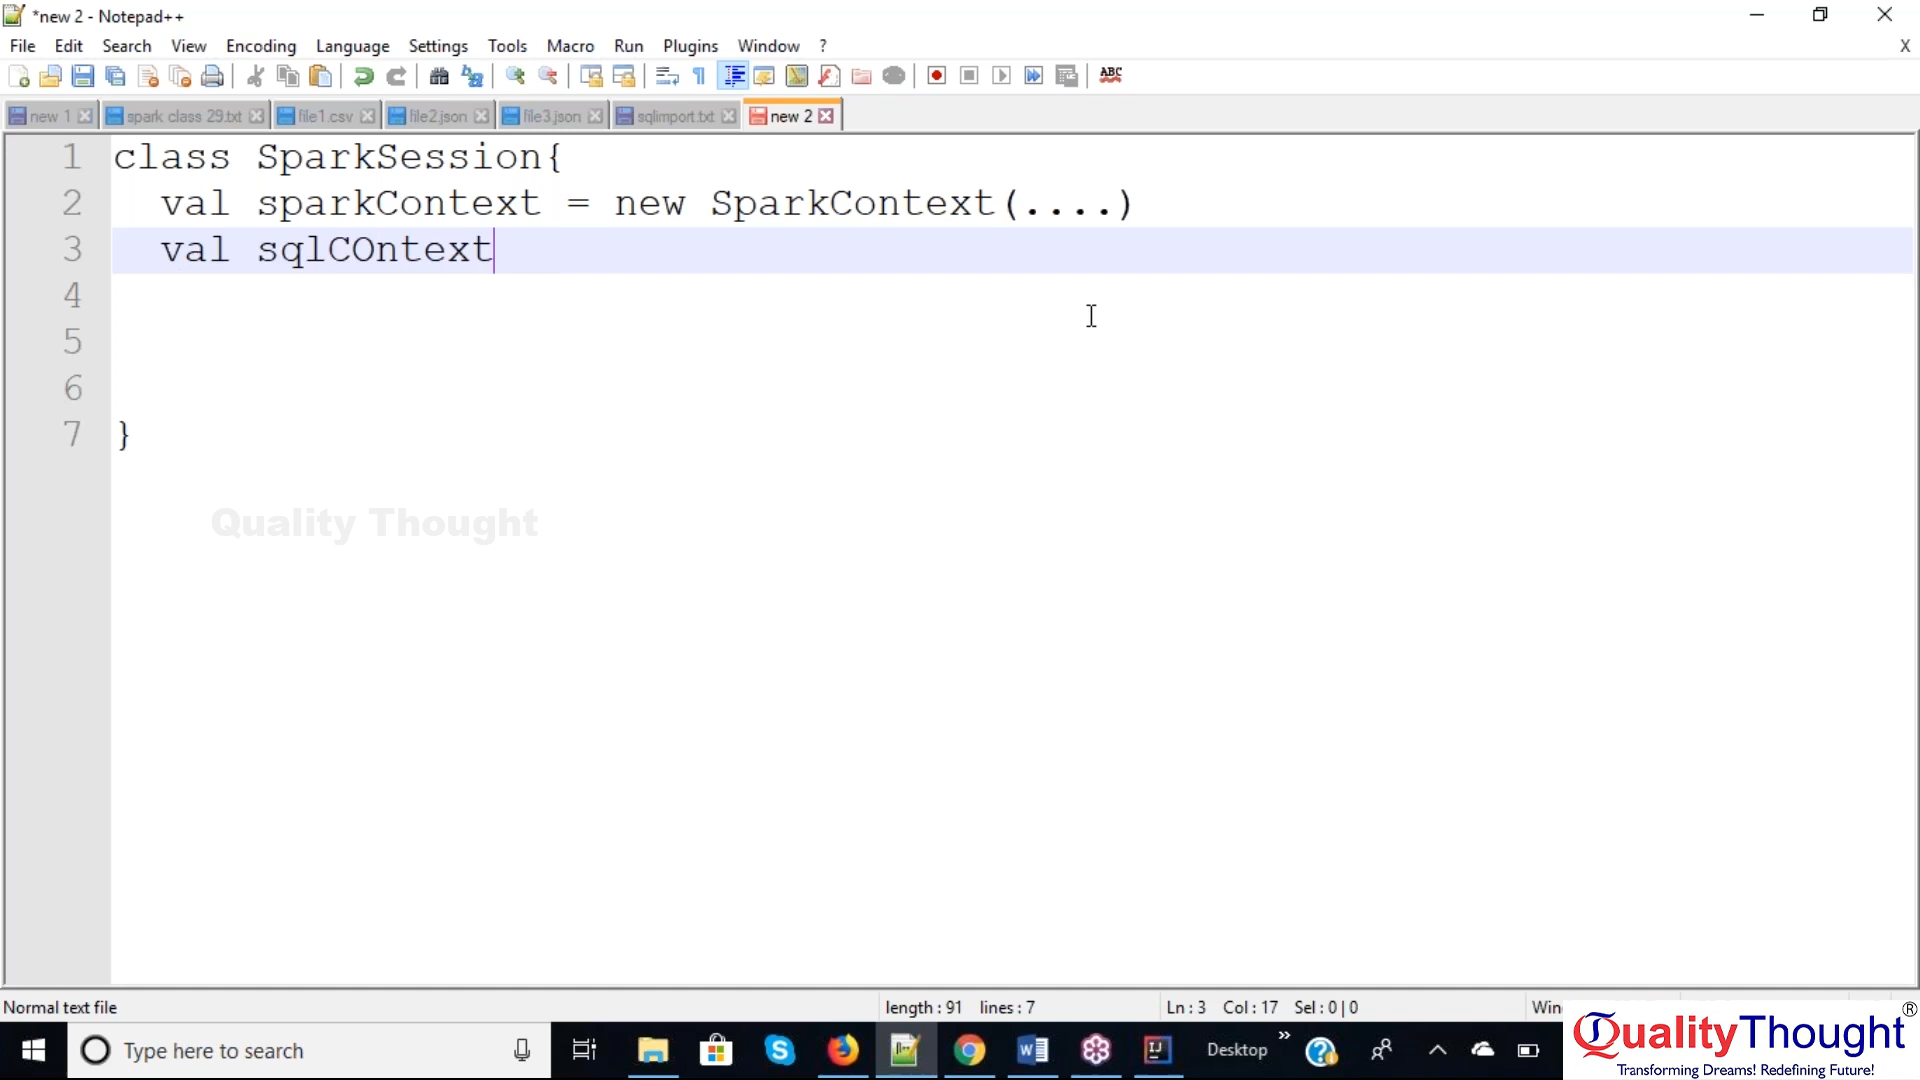 *new 2 - Notepad++
File Edit Search View Encoding Language Settings Tools Macro Run Plugins Window ? X
ABC
new 1 spark class 29.txt file1.csv file2.json file3.json sqlimport.txt new 2
1 class SparkSession{
2 val sparkContext = new SparkContext(....)
3 val sqlCOntext
4
5
6
7 }
Quality Thought
Normal text file length : 91 lines : 7 Ln : 3 Col : 17 Sel : 0 | 0 Win
Type here to search Desktop
QualityThought®
Transforming Dreams! Redefining Future!